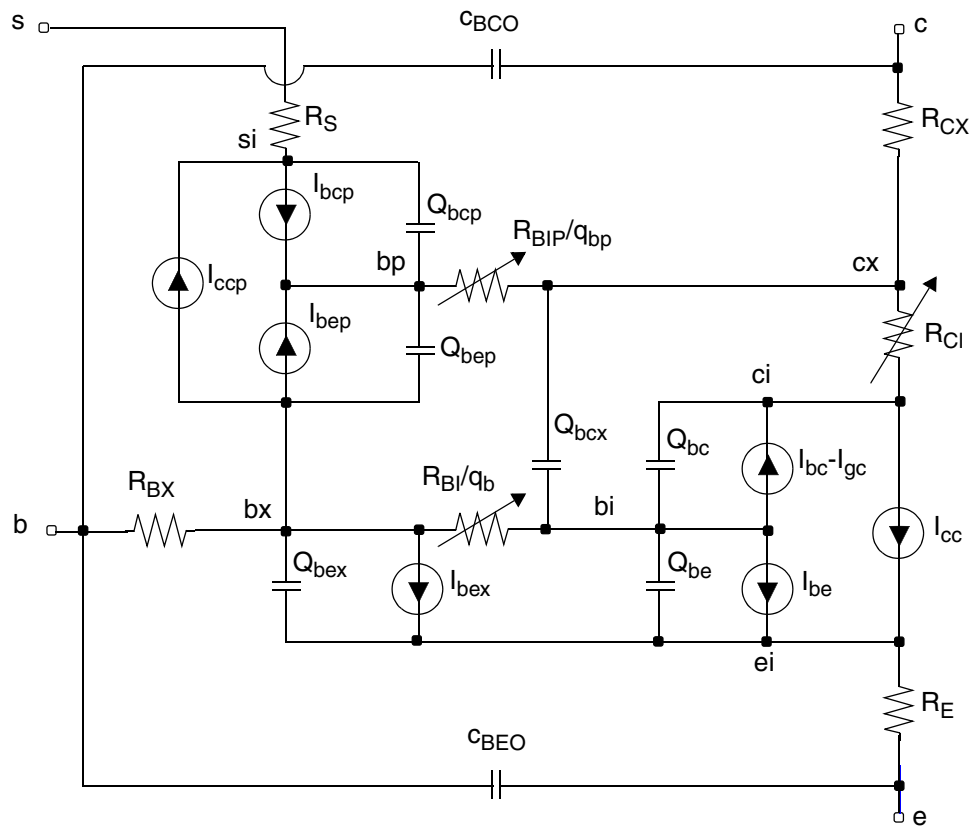 s
c_BCO
c
R_S
R_CX
si
I_bcp
Q_bcp
R_BIP/q_bp
bp
cx
I_ccp
I_bep
Q_bep
R_CI
ci
Q_bcx
Q_bc
I_bc-I_gc
R_BX
R_BI/q_b
b
bx
bi
I_cc
Q_bex
I_bex
Q_be
I_be
ei
R_E
c_BEO
e